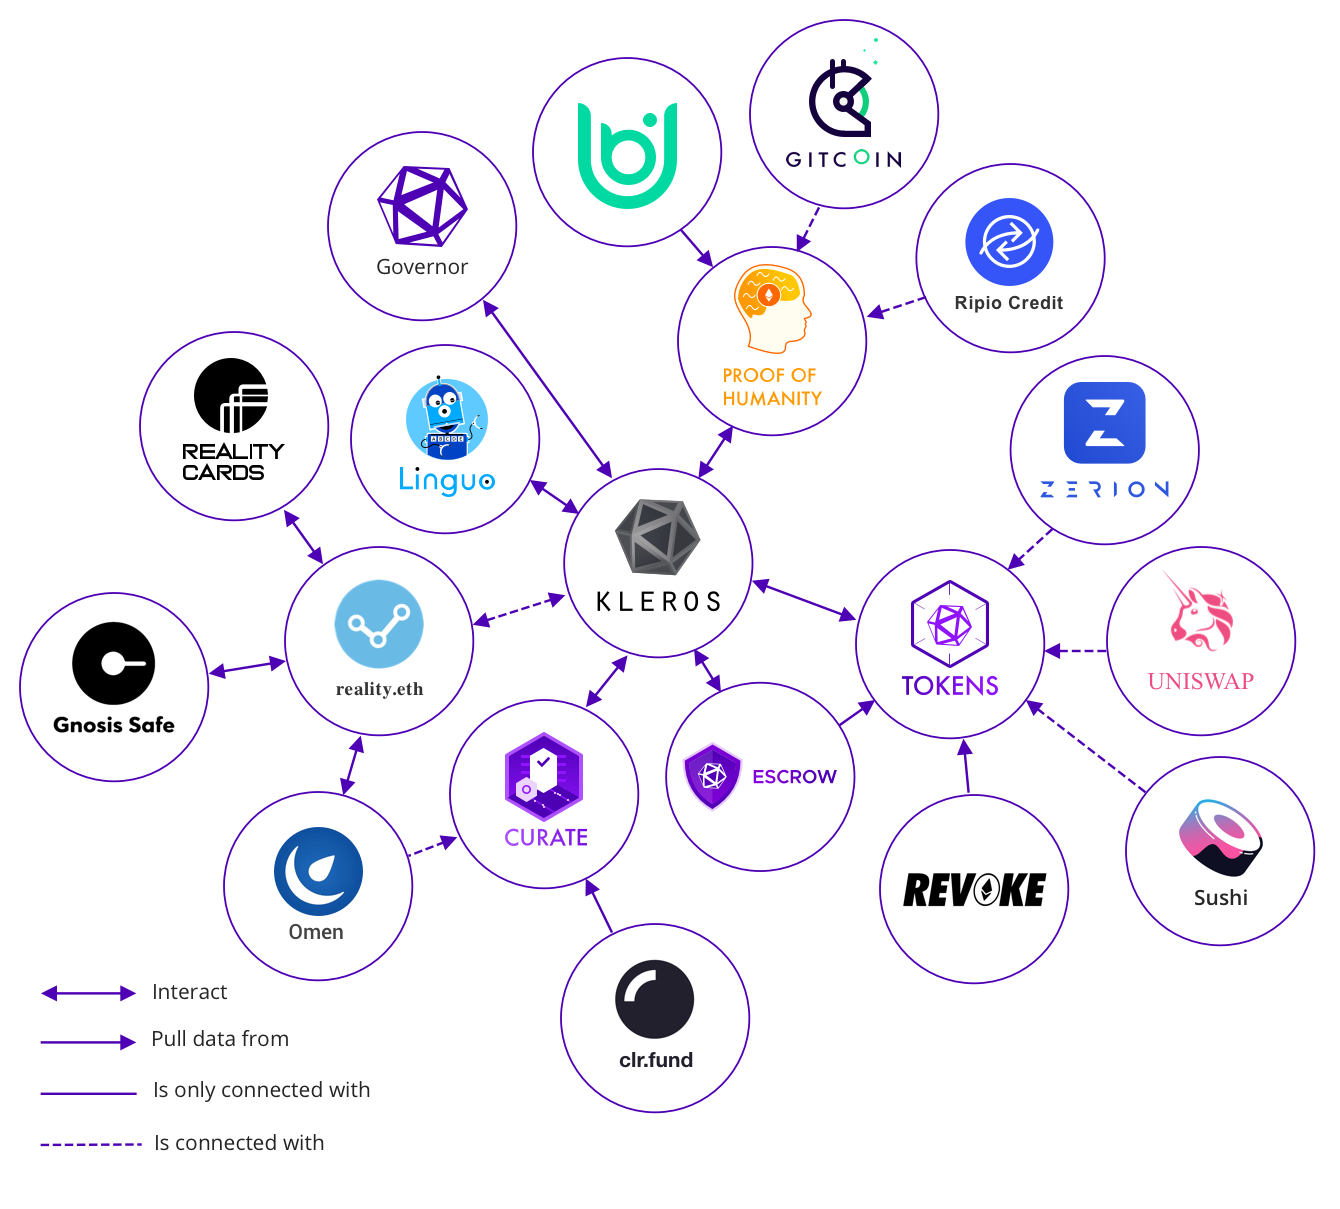 GITCOIN
Governor
Ripio Credit
PROOF OF
HUMANITY
REALITY
CARDS
ABCDE
Linguo
ZERION
KLEROS
reality.eth
TOKENS
UNISWAP
Gnosis Safe
ESCROW
CURATE
REVOKE
Sushi
Omen
clr.fund
Interact
Pull data from
Is only connected with
Is connected with